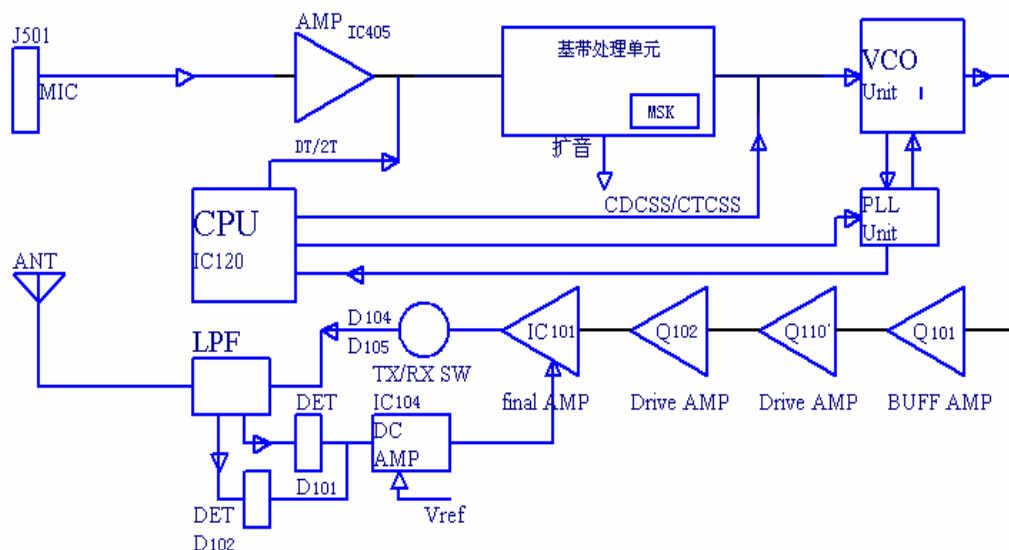 J501
MIC
AMP
IC405
基带处理单元
MSK
扩音
VCO
Unit 1
DT/2T
CDCSS/CTCSS
CPU
IC120
PLL
Unit
ANT
LPF
D104
D105
TX/RX SW
IC101
final AMP
Q102
Drive AMP
Q110'
Drive AMP
Q101
BUFF AMP
DET
D101
IC104
DC
AMP
Vref
DET
D102